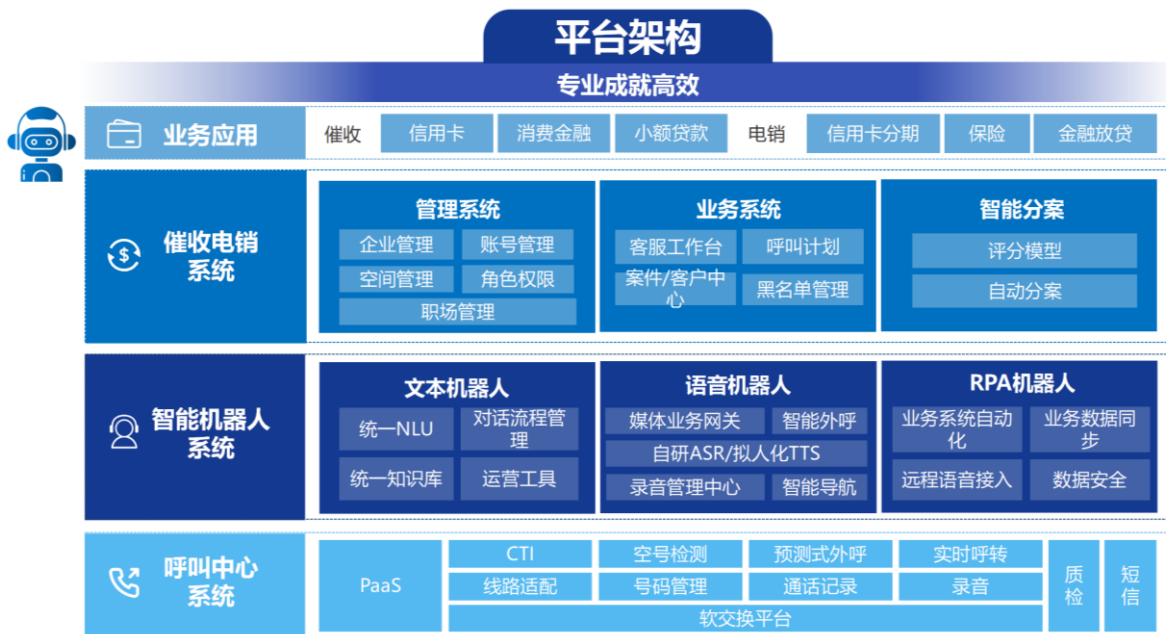 平台架构
专业成就高效
业务应用
催收
信用卡
消费金融
小额贷款
电销
信用卡分期
保险
金融放贷
催收电销
系统
管理系统
企业管理
账号管理
空间管理
角色权限
职场管理
业务系统
客服工作台
呼叫计划
案件/客户中
心
黑名单管理
智能分案
评分模型
自动分案
智能机器人
系统
文本机器人
统一NLU
对话流程管
理
统一知识库
运营工具
语音机器人
媒体业务网关
智能外呼
自研ASR/拟人化TTS
录音管理中心
智能导航
RPA机器人
业务系统自动
化
业务数据同
步
远程语音接入
数据安全
呼叫中心
系统
PaaS
CTI
空号检测
预测式外呼
实时呼转
线路适配
号码管理
通话记录
录音
软交换平台
质
检
短
信